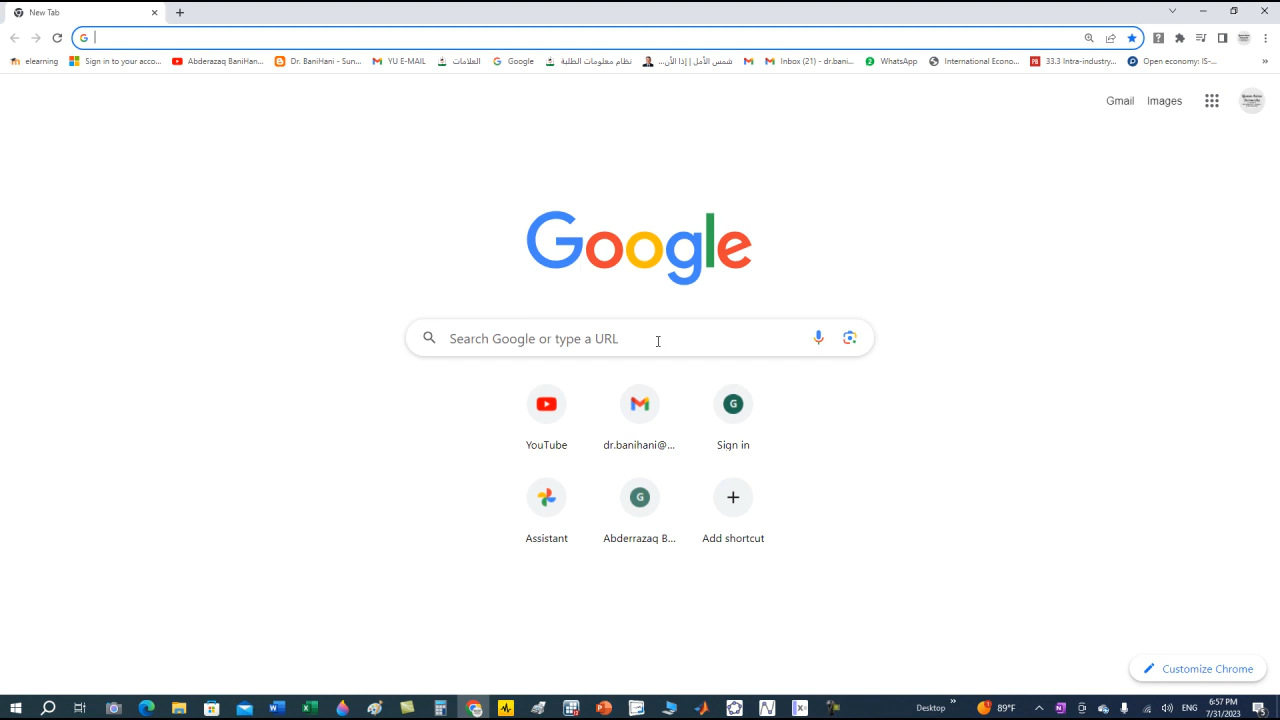 New Tab
elearning
Sign in to your acco...
Abderazaq BaniHan...
Dr. BaniHani - Sun...
YU E-MAIL
العلامات
Google
نظام معلومات الطلبة
شمس الأمل | إذا الأن...
Inbox (21) - dr.bani...
WhatsApp
International Econo...
33.3 Intra-industry...
Open economy: IS-...
»
Gmail
Images
Google
Search Google or type a URL
YouTube
dr.banihani@...
G
Sign in
Assistant
G
Abderrazaq B...
Add shortcut
Customize Chrome
Desktop
»
89°F
ENG
6:57 PM
7/31/2023